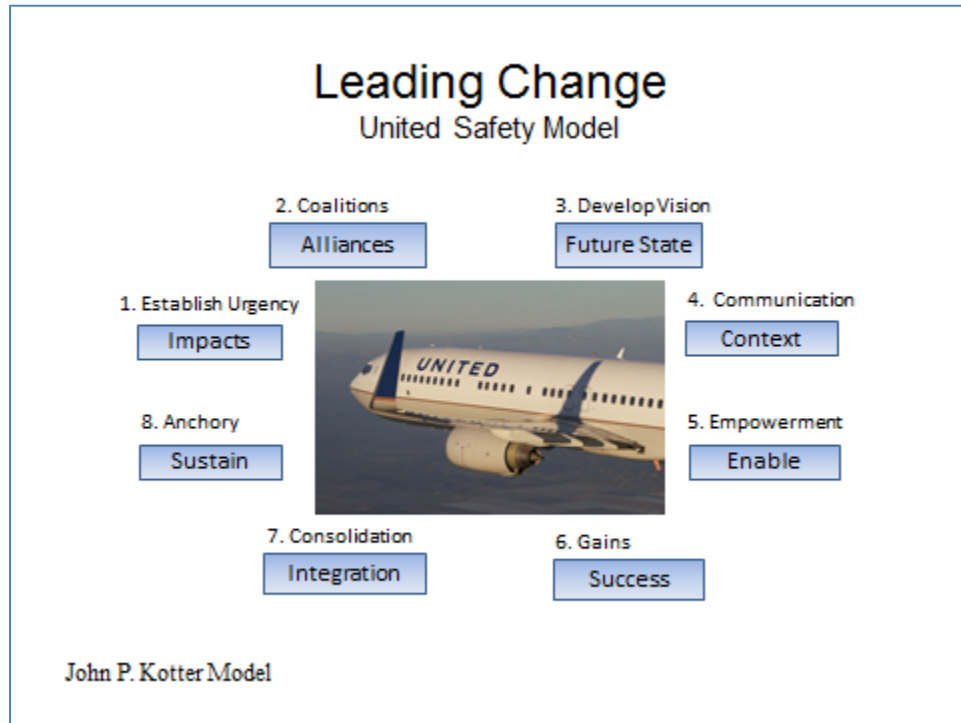 Leading Change
United Safety Model
2. Coalitions
Alliances
3. Develop Vision
Future State
1. Establish Urgency
Impacts
4. Communication
Context
UNITED
8. Anchory
Sustain
5. Empowerment
Enable
7. Consolidation
Integration
6. Gains
Success
John P. Kotter Model